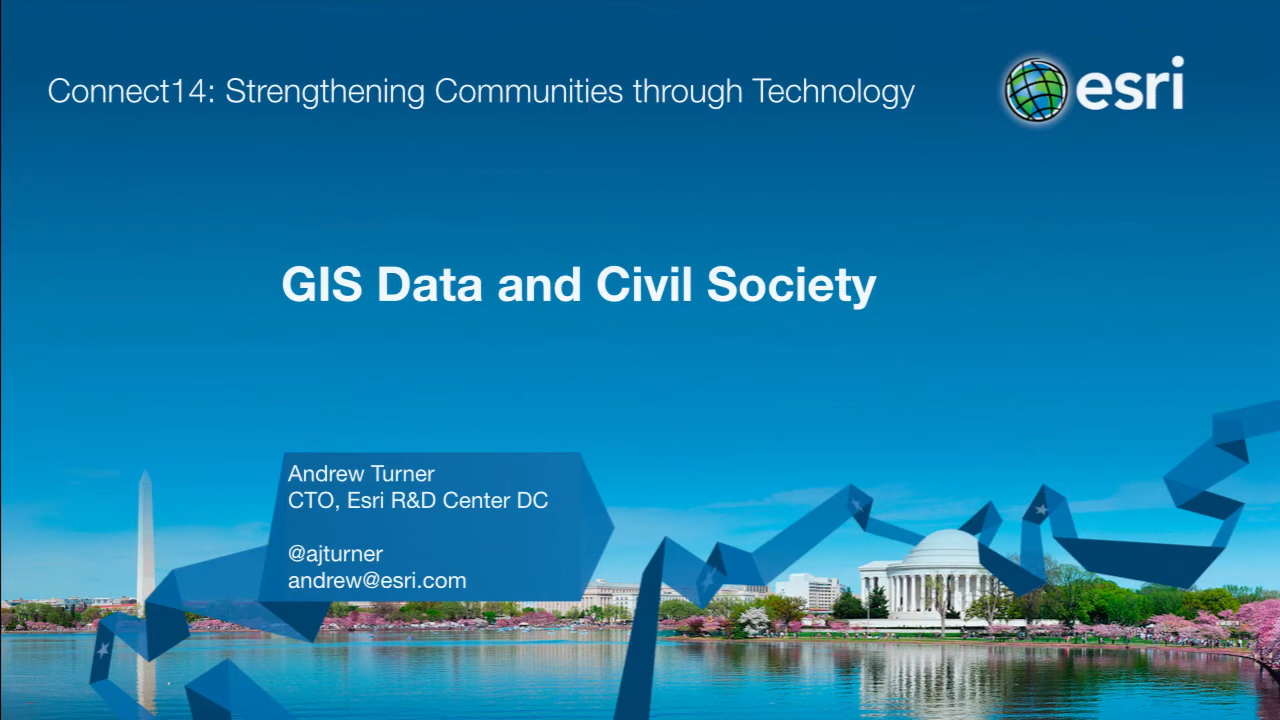 Connect14: Strengthening Communities through Technology
esri
GIS Data and Civil Society
Andrew Turner
CTO, Esri R&D Center DC
@ajturner
andrew@esri.com